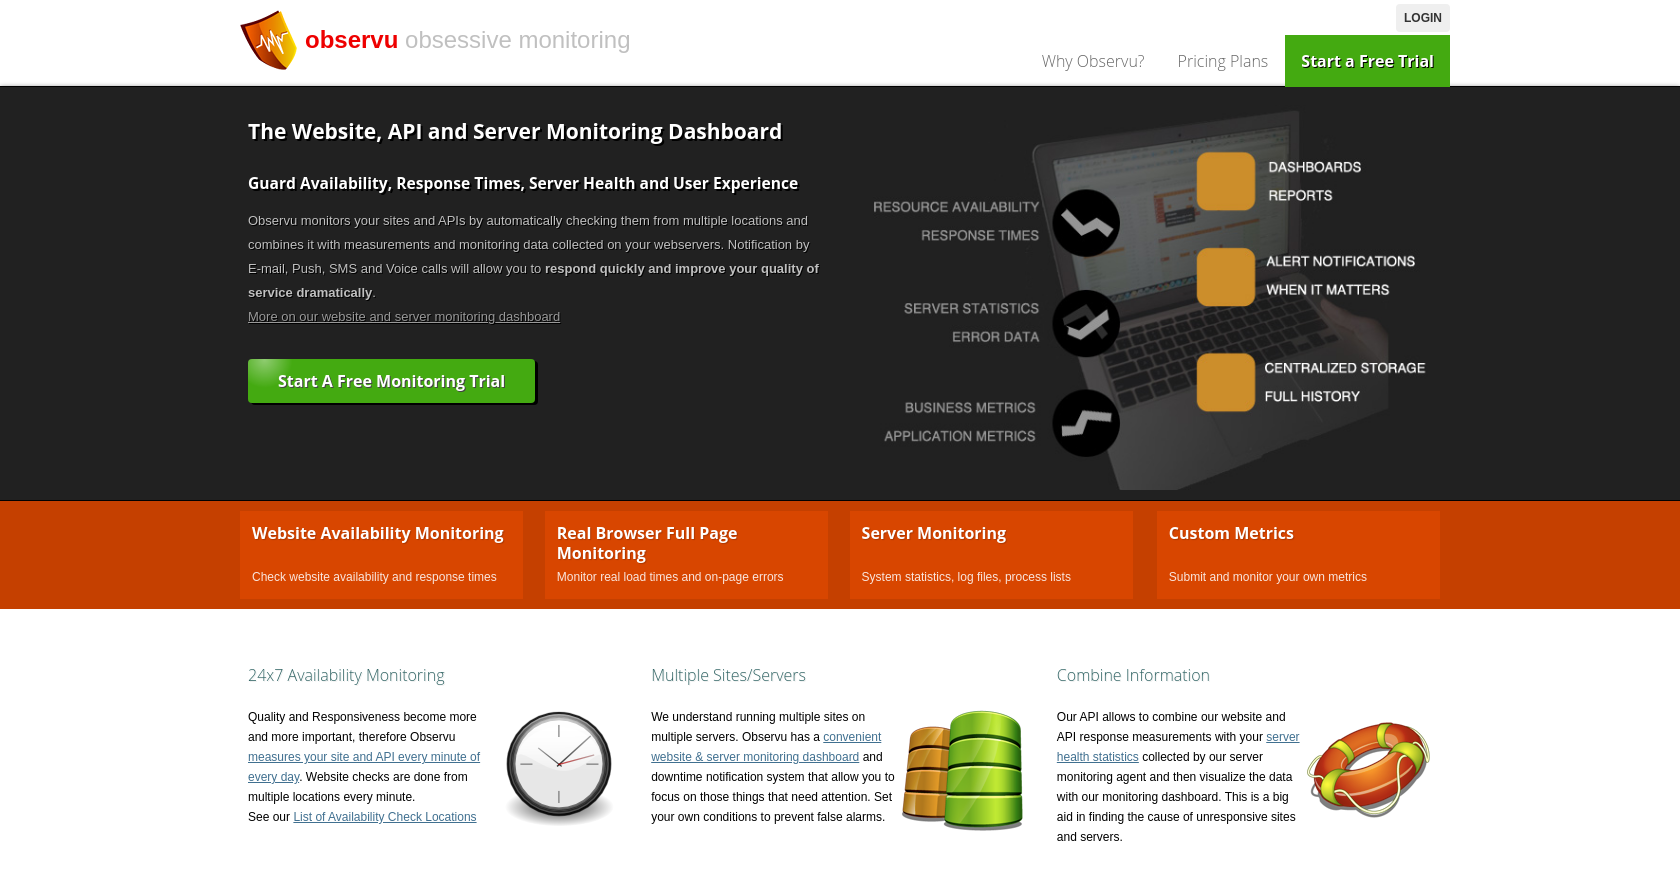 LOGIN
observu obsessive monitoring
Why Observu?
Pricing Plans
Start a Free Trial
The Website, API and Server Monitoring Dashboard
Guard Availability, Response Times, Server Health and User Experience
Observu monitors your sites and APIs by automatically checking them from multiple locations and
combines it with measurements and monitoring data collected on your webservers. Notification by
E-mail, Push, SMS and Voice calls will allow you to respond quickly and improve your quality of
service dramatically.
More on our website and server monitoring dashboard
Start A Free Monitoring Trial
RESOURCE AVAILABILITY
RESPONSE TIMES
SERVER STATISTICS
ERROR DATA
BUSINESS METRICS
APPLICATION METRICS
DASHBOARDS
REPORTS
ALERT NOTIFICATIONS
WHEN IT MATTERS
CENTRALIZED STORAGE
FULL HISTORY
Website Availability Monitoring
Check website availability and response times
Real Browser Full Page
Monitoring
Monitor real load times and on-page errors
Server Monitoring
System statistics, log files, process lists
Custom Metrics
Submit and monitor your own metrics
24x7 Availability Monitoring
Quality and Responsiveness become more
and more important, therefore Observu
measures your site and API every minute of
every day. Website checks are done from
multiple locations every minute.
See our List of Availability Check Locations
Multiple Sites/Servers
We understand running multiple sites on
multiple servers. Observu has a convenient
website & server monitoring dashboard and
downtime notification system that allow you to
focus on those things that need attention. Set
your own conditions to prevent false alarms.
Combine Information
Our API allows to combine our website and
API response measurements with your server
health statistics collected by our server
monitoring agent and then visualize the data
with our monitoring dashboard. This is a big
aid in finding the cause of unresponsive sites
and servers.